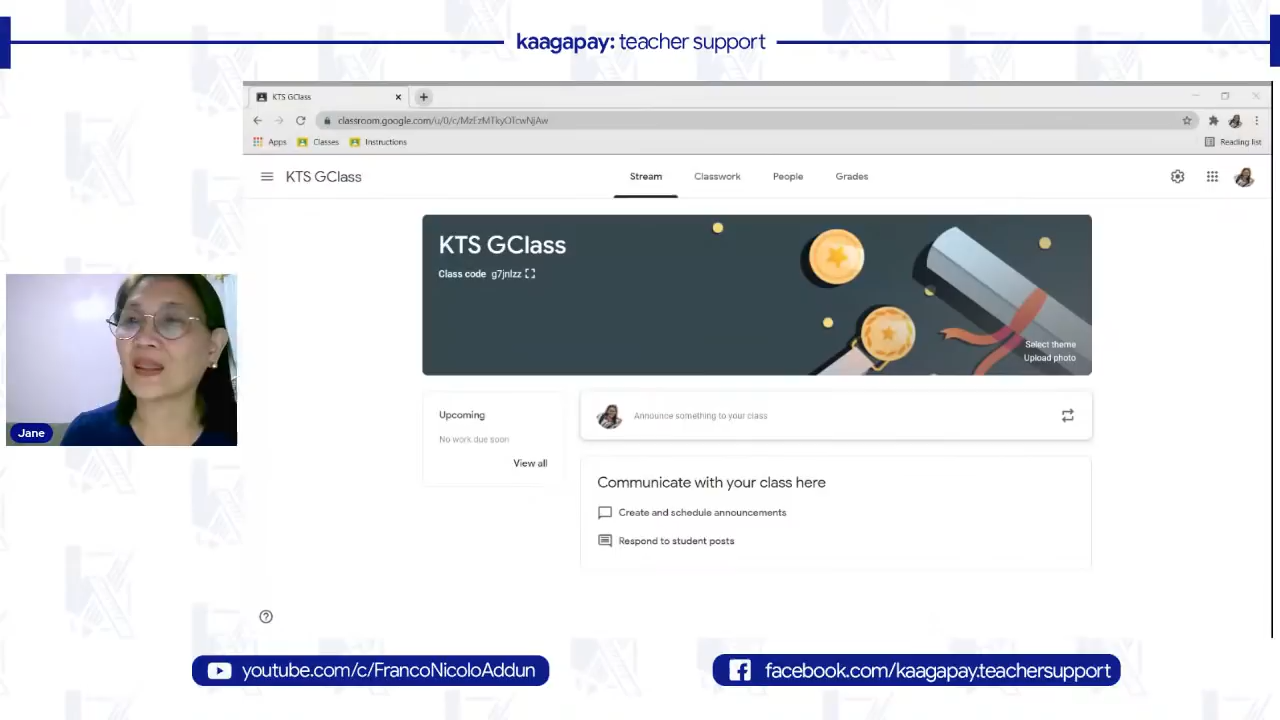 kaagapay: teacher support
KTS GClass
classroom.google.com/u/0/c/MzEzMTkyOTcwNjAw
Apps Classes Instructions Reading list
KTS GClass Stream Classwork People Grades
KTS GClass
Class code g7jnlzz
Select theme
Upload photo
Upcoming
No work due soon
View all
Announce something to your class
Communicate with your class here
Create and schedule announcements
Respond to student posts
Jane
youtube.com/c/FrancoNicoloAddun
facebook.com/kaagapay.teachersupport